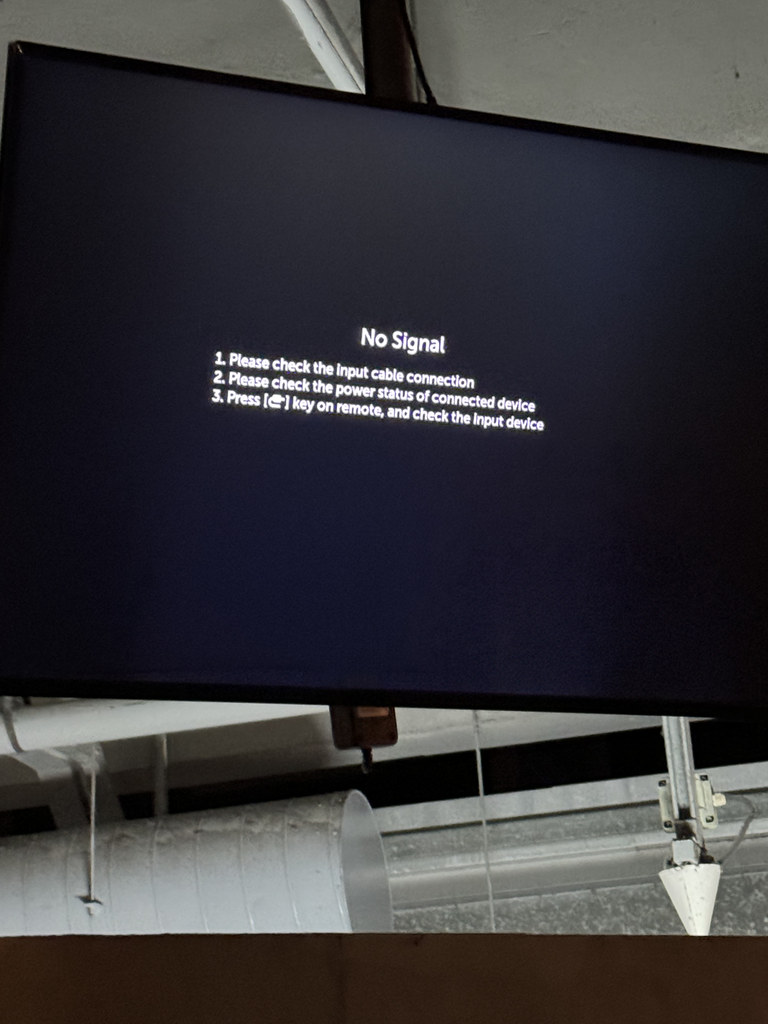 No Signal
1. Please check the input cable connection
2. Please check the power status of connected device
3. Press [ ] key on remote, and check the input device